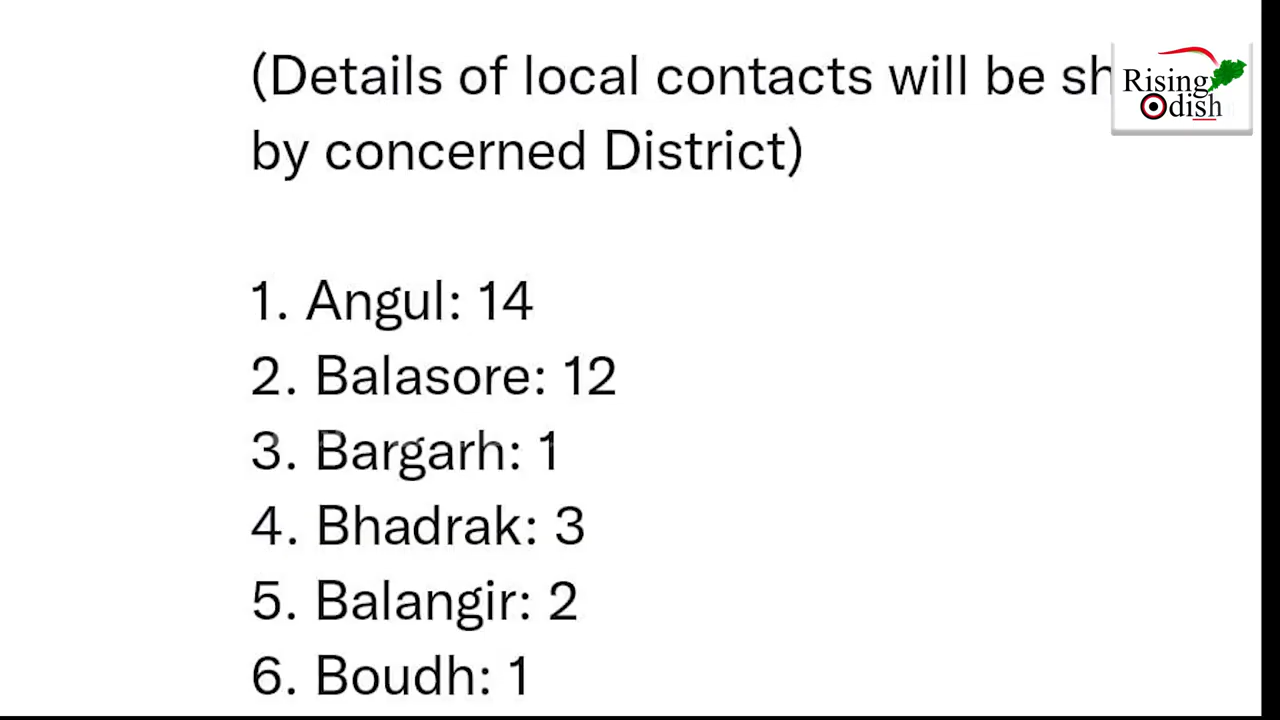 (Details of local contacts will be sh
by concerned District)
1. Angul: 14
2. Balasore: 12
3. Bargarh: 1
4. Bhadrak: 3
5. Balangir: 2
6. Boudh: 1
Rising
Odish